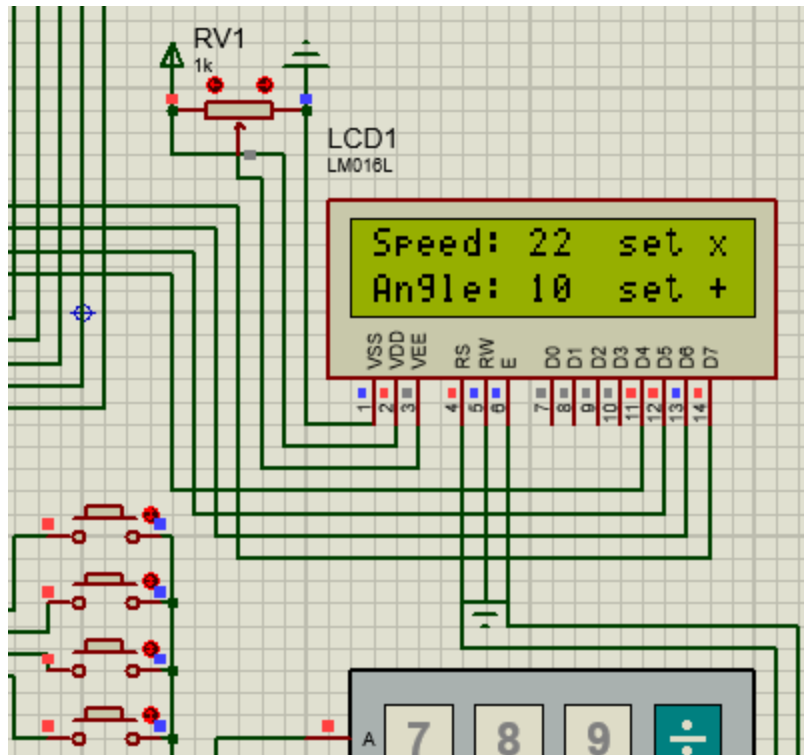 RV1
1k
LCD1
LM016L
Speed: 22 set x
Angle: 10 set +
VSS VDD VEE RS RW E D0 D1 D2 D3 D4 D5 D6 D7
1 2 3 4 5 6 7 8 9 10 11 12 13 14
A 7 8 9 ÷